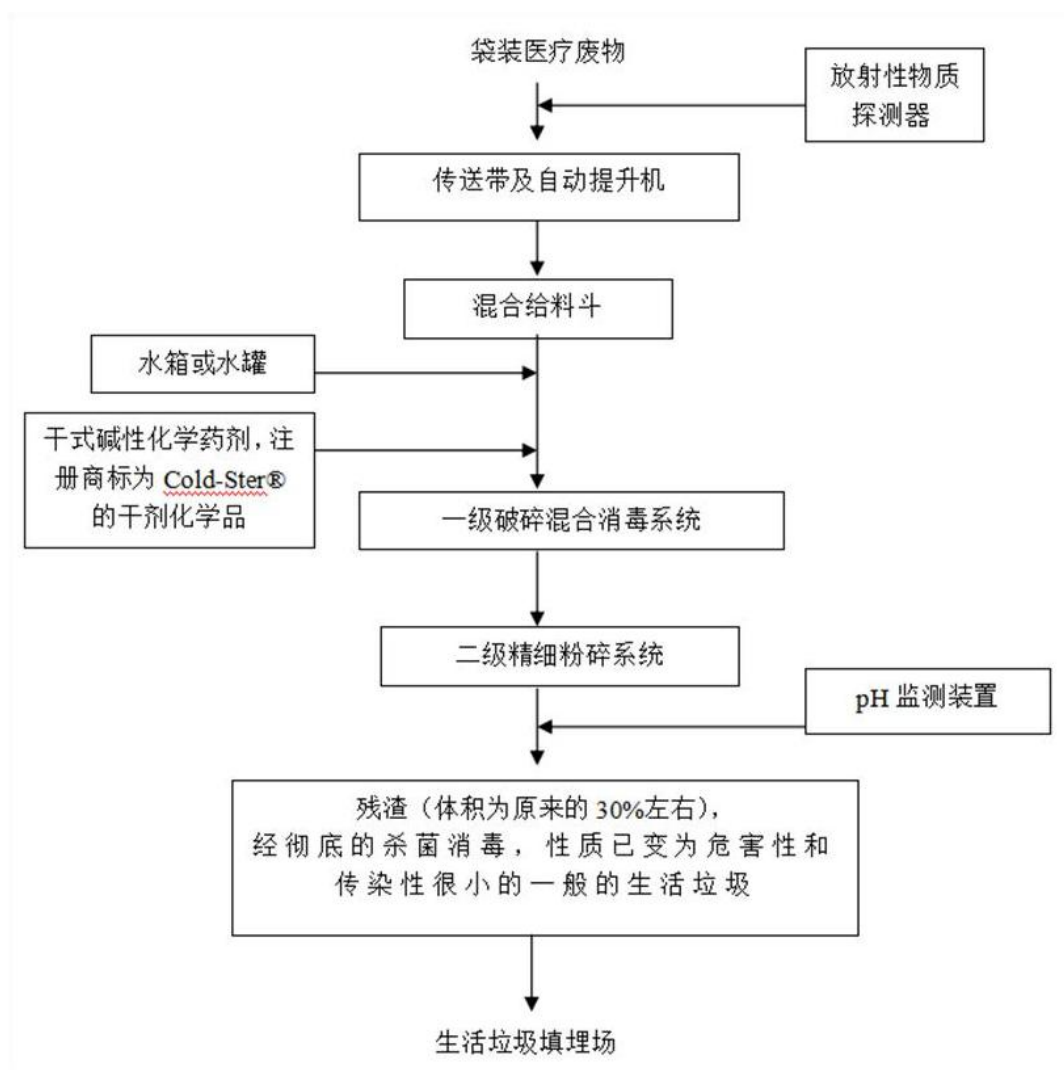 袋装医疗废物
放射性物质
探测器
传送带及自动提升机
混合给料斗
水箱或水罐
干式碱性化学药剂，注
册商标为 Cold-Ster®
的干剂化学品
一级破碎混合消毒系统
二级精细粉碎系统
pH 监测装置
残渣（体积为原来的 30%左右），
经彻底的杀菌消毒，性质已变为危害性和
传染性很小的一般的生活垃圾
生活垃圾填埋场